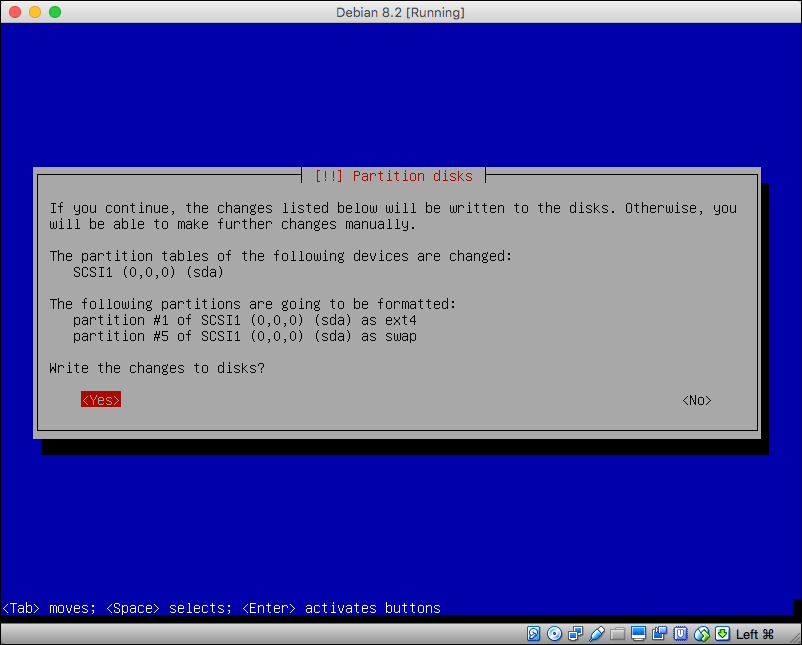 Debian 8.2 [Running]
[!!] Partition disks
If you continue, the changes listed below will be written to the disks. Otherwise, you
will be able to make further changes manually.
The partition tables of the following devices are changed:
SCSI1 (0,0,0) (sda)
The following partitions are going to be formatted:
partition #1 of SCSI1 (0,0,0) (sda) as ext4
partition #5 of SCSI1 (0,0,0) (sda) as swap
Write the changes to disks?
<Yes> <No>
<Tab> moves; <Space> selects; <Enter> activates buttons
Left ⌘